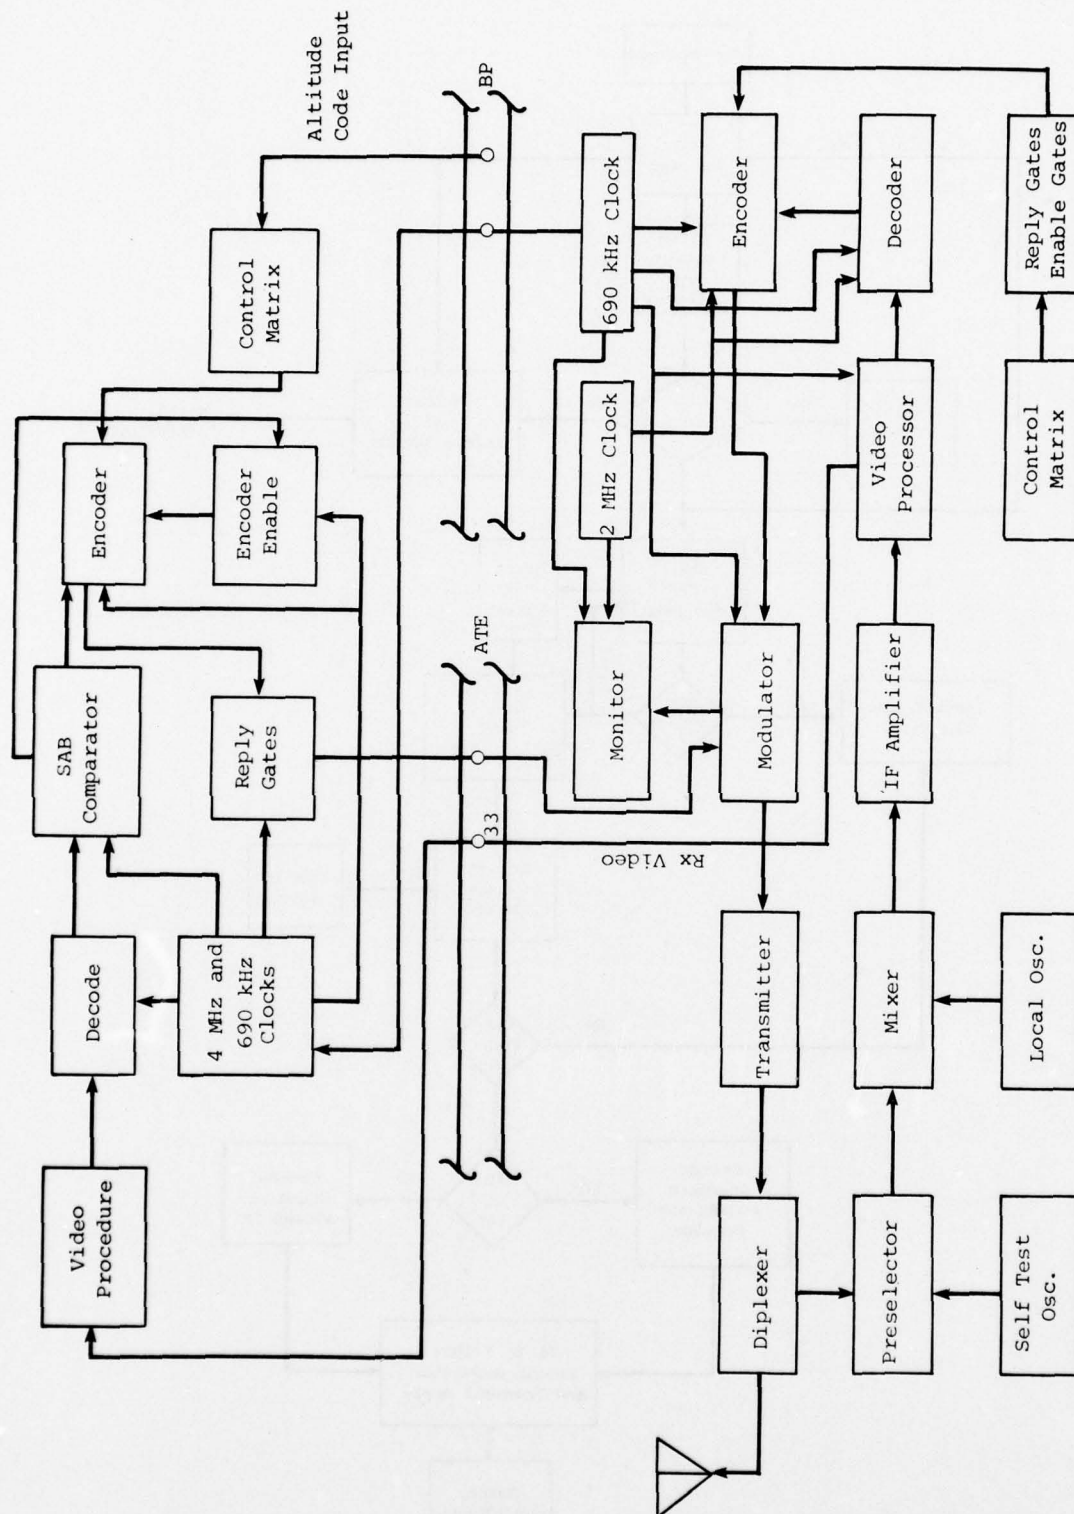 Video
Procedure
Decode
SAB
Comparator
Encoder
4 MHz and
690 kHz
Clocks
Reply
Gates
Encoder
Enable
Control
Matrix
Altitude
Code Input
33
ATE
BP
Rx Video
Monitor
2 MHz Clock
690 kHz Clock
Diplexer
Transmitter
Modulator
Encoder
Preselector
Mixer
IF Amplifier
Video
Processor
Decoder
Self Test
Osc.
Local Osc.
Control
Matrix
Reply Gates
Enable Gates